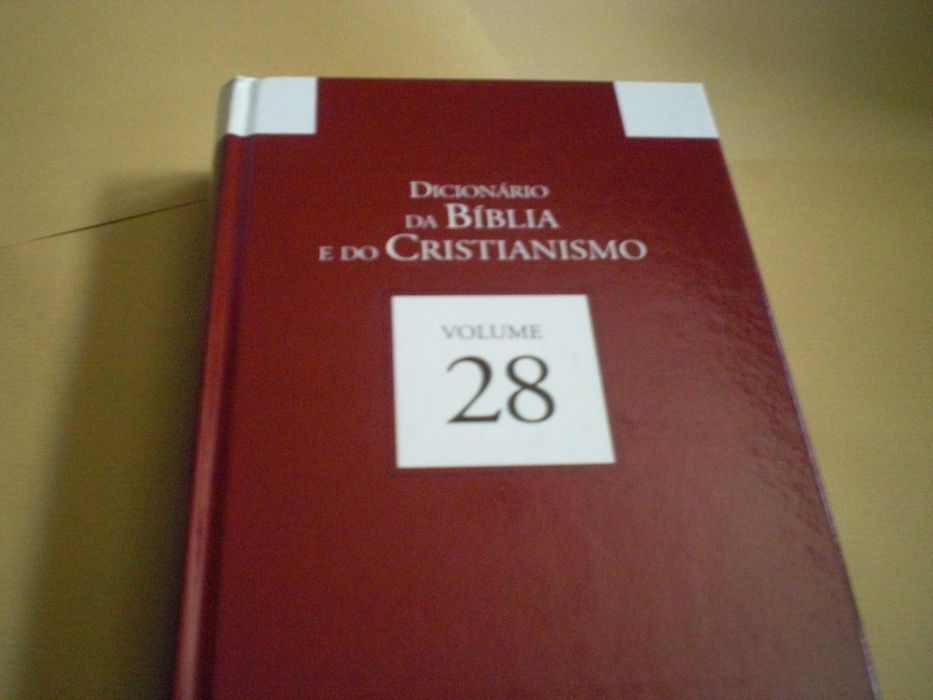 DICIONÁRIO
DA BÍBLIA
E DO CRISTIANISMO
VOLUME
28